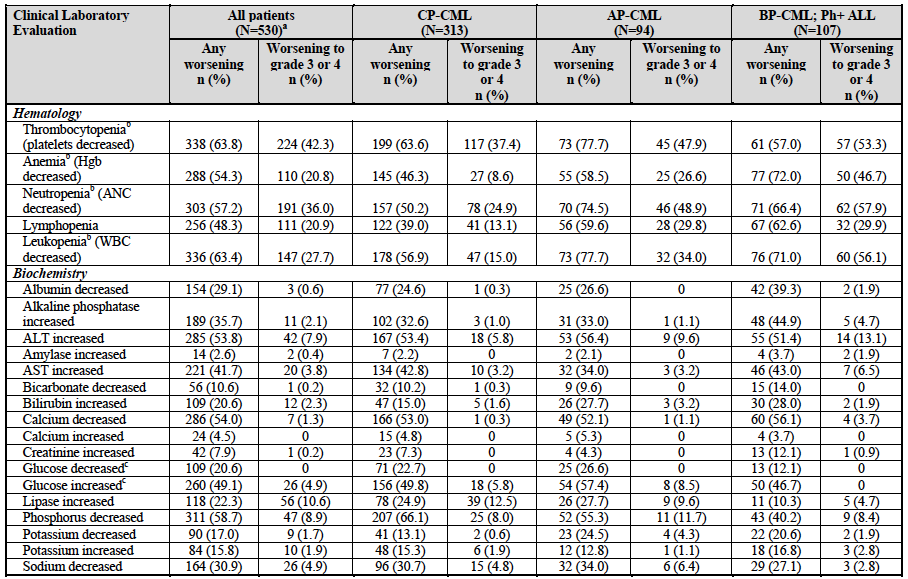 Clinical Laboratory Evaluation All patients (N=530)a CP-CML (N=313) AP-CML (N=94) BP-CML; Ph+ ALL (N=107)
Any worsening n (%) Worsening to grade 3 or 4 n (%) Any worsening n (%) Worsening to grade 3 or 4 n (%) Any worsening n (%) Worsening to grade 3 or 4 n (%) Any worsening n (%) Worsening to grade 3 or 4 n (%)
Hematology
Thrombocytopeniab (platelets decreased) 338 (63.8) 224 (42.3) 199 (63.6) 117 (37.4) 73 (77.7) 45 (47.9) 61 (57.0) 57 (53.3)
Anemiab (Hgb decreased) 288 (54.3) 110 (20.8) 145 (46.3) 27 (8.6) 55 (58.5) 25 (26.6) 77 (72.0) 50 (46.7)
Neutropeniab (ANC decreased) 303 (57.2) 191 (36.0) 157 (50.2) 78 (24.9) 70 (74.5) 46 (48.9) 71 (66.4) 62 (57.9)
Lymphopenia 256 (48.3) 111 (20.9) 122 (39.0) 41 (13.1) 56 (59.6) 28 (29.8) 67 (62.6) 32 (29.9)
Leukopeniab (WBC decreased) 336 (63.4) 147 (27.7) 178 (56.9) 47 (15.0) 73 (77.7) 32 (34.0) 76 (71.0) 60 (56.1)
Biochemistry
Albumin decreased 154 (29.1) 3 (0.6) 77 (24.6) 1 (0.3) 25 (26.6) 0 42 (39.3) 2 (1.9)
Alkaline phosphatase increased 189 (35.7) 11 (2.1) 102 (32.6) 3 (1.0) 31 (33.0) 1 (1.1) 48 (44.9) 5 (4.7)
ALT increased 285 (53.8) 42 (7.9) 167 (53.4) 18 (5.8) 53 (56.4) 9 (9.6) 55 (51.4) 14 (13.1)
Amylase increased 14 (2.6) 2 (0.4) 7 (2.2) 0 2 (2.1) 0 4 (3.7) 2 (1.9)
AST increased 221 (41.7) 20 (3.8) 134 (42.8) 10 (3.2) 32 (34.0) 3 (3.2) 46 (43.0) 7 (6.5)
Bicarbonate decreased 56 (10.6) 1 (0.2) 32 (10.2) 1 (0.3) 9 (9.6) 0 15 (14.0) 0
Bilirubin increased 109 (20.6) 12 (2.3) 47 (15.0) 5 (1.6) 26 (27.7) 3 (3.2) 30 (28.0) 2 (1.9)
Calcium decreased 286 (54.0) 7 (1.3) 166 (53.0) 1 (0.3) 49 (52.1) 1 (1.1) 60 (56.1) 4 (3.7)
Calcium increased 24 (4.5) 0 15 (4.8) 0 5 (5.3) 0 4 (3.7) 0
Creatinine increased 42 (7.9) 1 (0.2) 23 (7.3) 0 4 (4.3) 0 13 (12.1) 1 (0.9)
Glucose decreasedc 109 (20.6) 0 71 (22.7) 0 25 (26.6) 0 13 (12.1) 0
Glucose increasedc 260 (49.1) 26 (4.9) 156 (49.8) 18 (5.8) 54 (57.4) 8 (8.5) 50 (46.7) 0
Lipase increased 118 (22.3) 56 (10.6) 78 (24.9) 39 (12.5) 26 (27.7) 9 (9.6) 11 (10.3) 5 (4.7)
Phosphorus decreased 311 (58.7) 47 (8.9) 207 (66.1) 25 (8.0) 52 (55.3) 11 (11.7) 43 (40.2) 9 (8.4)
Potassium decreased 90 (17.0) 9 (1.7) 41 (13.1) 2 (0.6) 23 (24.5) 4 (4.3) 22 (20.6) 2 (1.9)
Potassium increased 84 (15.8) 10 (1.9) 48 (15.3) 6 (1.9) 12 (12.8) 1 (1.1) 18 (16.8) 3 (2.8)
Sodium decreased 164 (30.9) 26 (4.9) 96 (30.7) 15 (4.8) 32 (34.0) 6 (6.4) 29 (27.1) 3 (2.8)